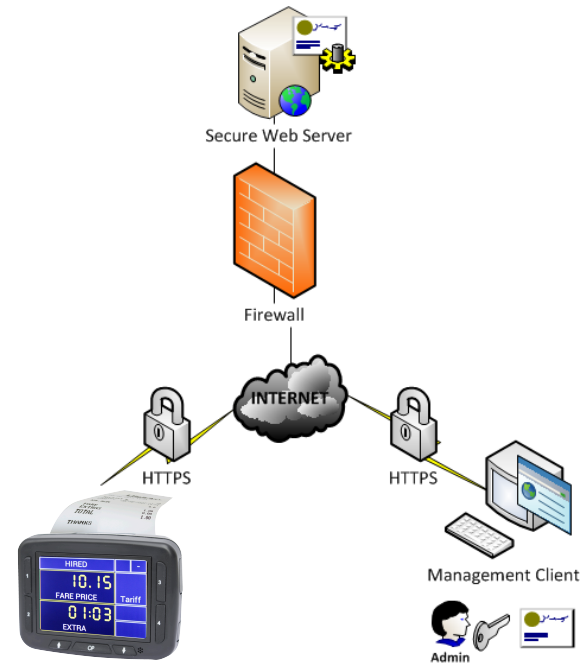 Secure Web Server
Firewall
INTERNET
HTTPS
HTTPS
TOTAL
THANKS
HIRED
-
10.15
FARE PRICE
Tariff
01:03
EXTRA
Management Client
Admin